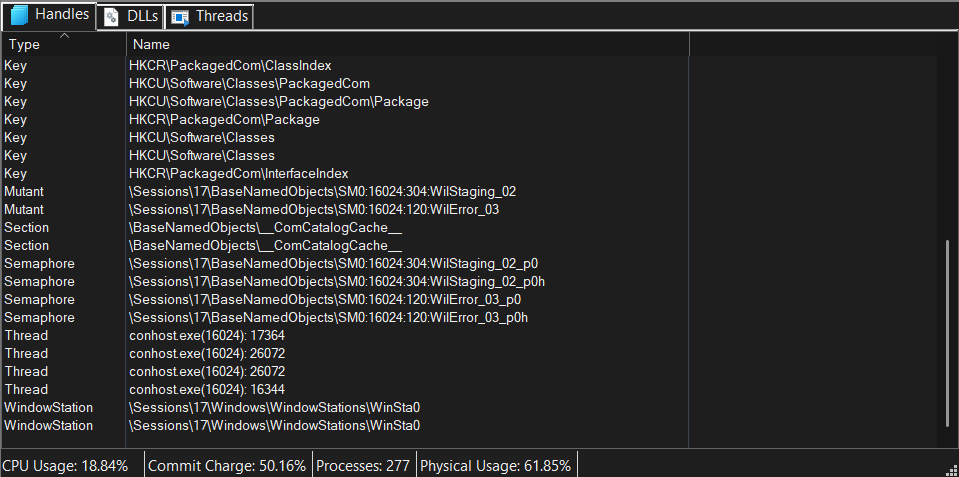 Handles DLLs Threads
Type Name
Key HKCR\PackagedCom\ClassIndex
Key HKCU\Software\Classes\PackagedCom
Key HKCU\Software\Classes\PackagedCom\Package
Key HKCR\PackagedCom\Package
Key HKCU\Software\Classes
Key HKCU\Software\Classes
Key HKCR\PackagedCom\InterfaceIndex
Mutant \Sessions\17\BaseNamedObjects\SM0:16024:304:WilStaging_02
Mutant \Sessions\17\BaseNamedObjects\SM0:16024:120:WilError_03
Section \BaseNamedObjects\__ComCatalogCache__
Section \BaseNamedObjects\__ComCatalogCache__
Semaphore \Sessions\17\BaseNamedObjects\SM0:16024:304:WilStaging_02_p0
Semaphore \Sessions\17\BaseNamedObjects\SM0:16024:304:WilStaging_02_p0h
Semaphore \Sessions\17\BaseNamedObjects\SM0:16024:120:WilError_03_p0
Semaphore \Sessions\17\BaseNamedObjects\SM0:16024:120:WilError_03_p0h
Thread conhost.exe(16024): 17364
Thread conhost.exe(16024): 26072
Thread conhost.exe(16024): 26072
Thread conhost.exe(16024): 16344
WindowStation \Sessions\17\Windows\WindowStations\WinSta0
WindowStation \Sessions\17\Windows\WindowStations\WinSta0
CPU Usage: 18.84% Commit Charge: 50.16% Processes: 277 Physical Usage: 61.85%